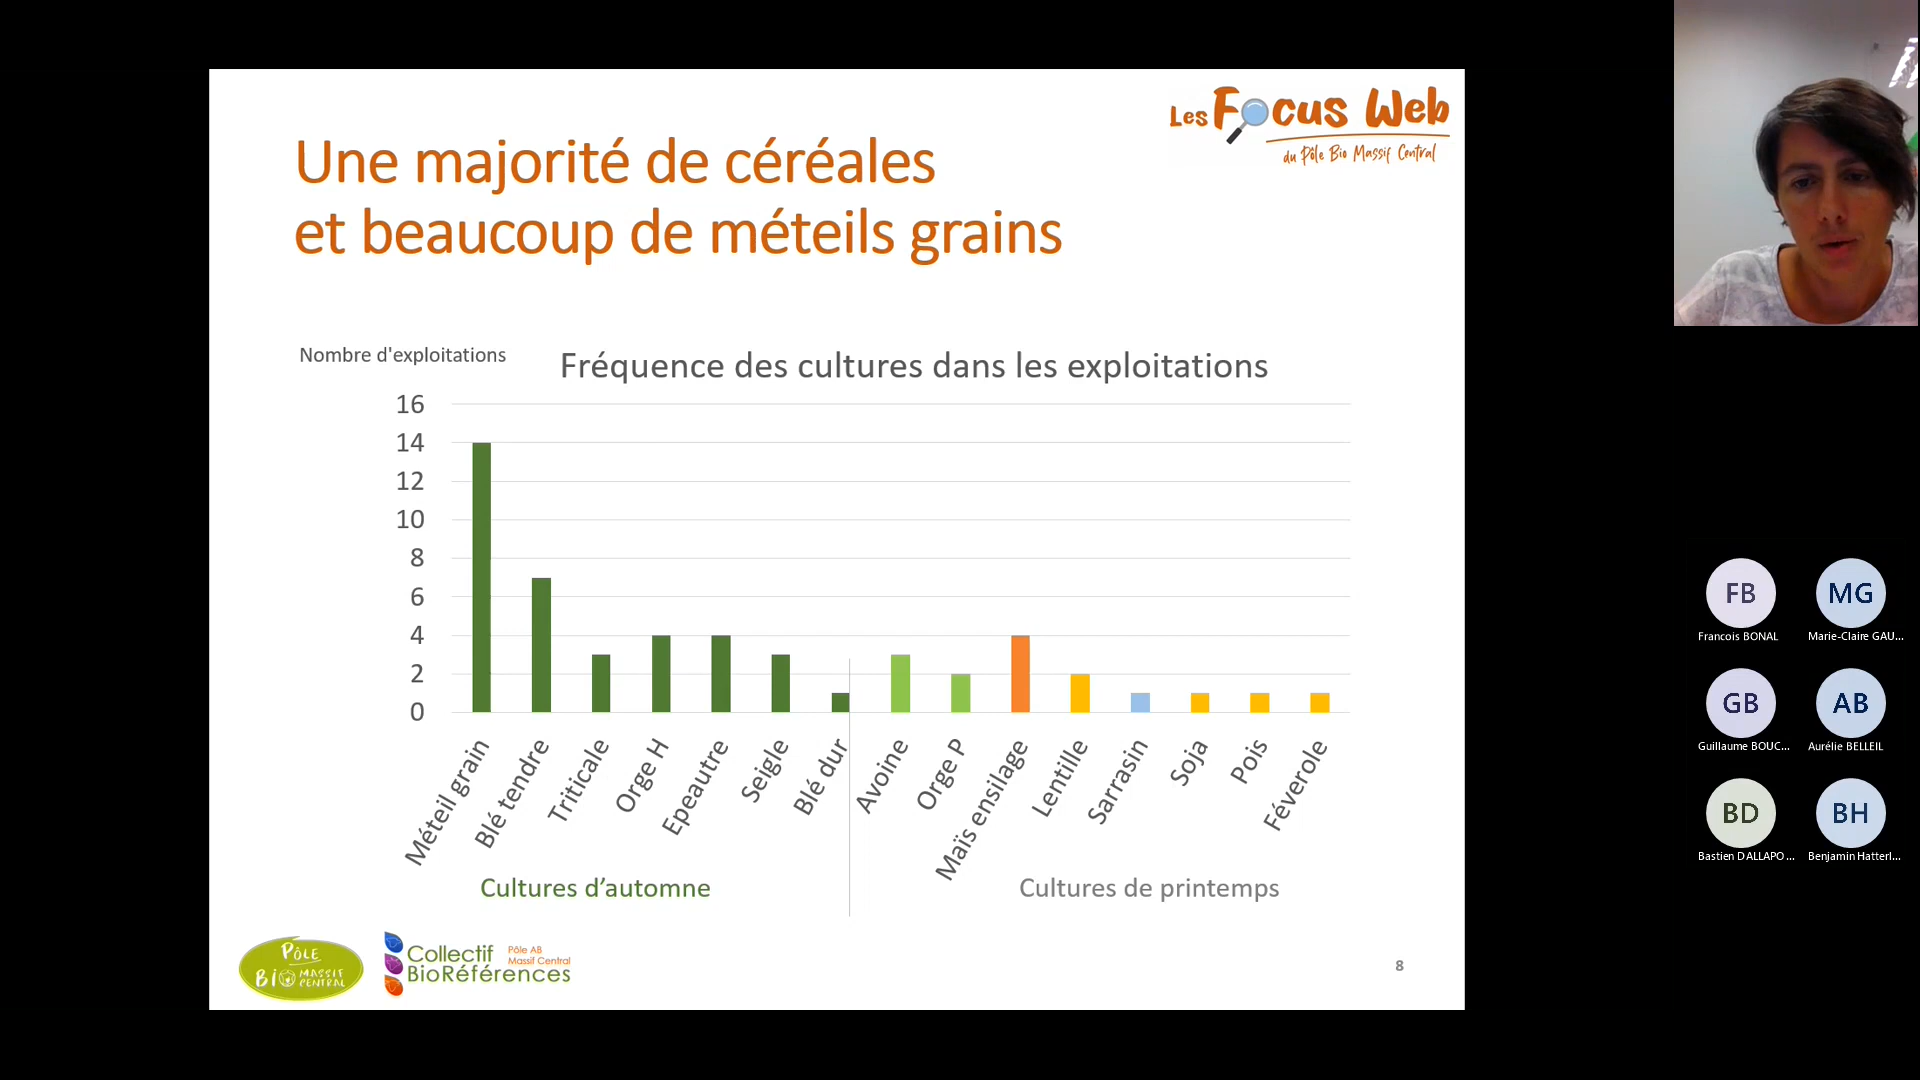 Les Focus Web
du Pôle Bio Massif Central
Une majorité de céréales
et beaucoup de méteils grains
Nombre d'exploitations
Fréquence des cultures dans les exploitations
16
14
12
10
8
6
4
2
0
Méteil grain
Blé tendre
Triticale
Orge H
Epeautre
Seigle
Blé dur
Avoine
Orge P
Maïs ensilage
Lentille
Sarrasin
Soja
Pois
Féverole
Cultures d’automne
Cultures de printemps
PÔLE
BIO MASSIF
CENTRAL
Collectif
BioRéférences
Pôle AB
Massif Central
8
FB
Francois BONAL
MG
Marie-Claire GAU...
GB
Guillaume BOUC...
AB
Aurélie BELLEIL
BD
Bastien DALLAPO...
BH
Benjamin Hatterl...